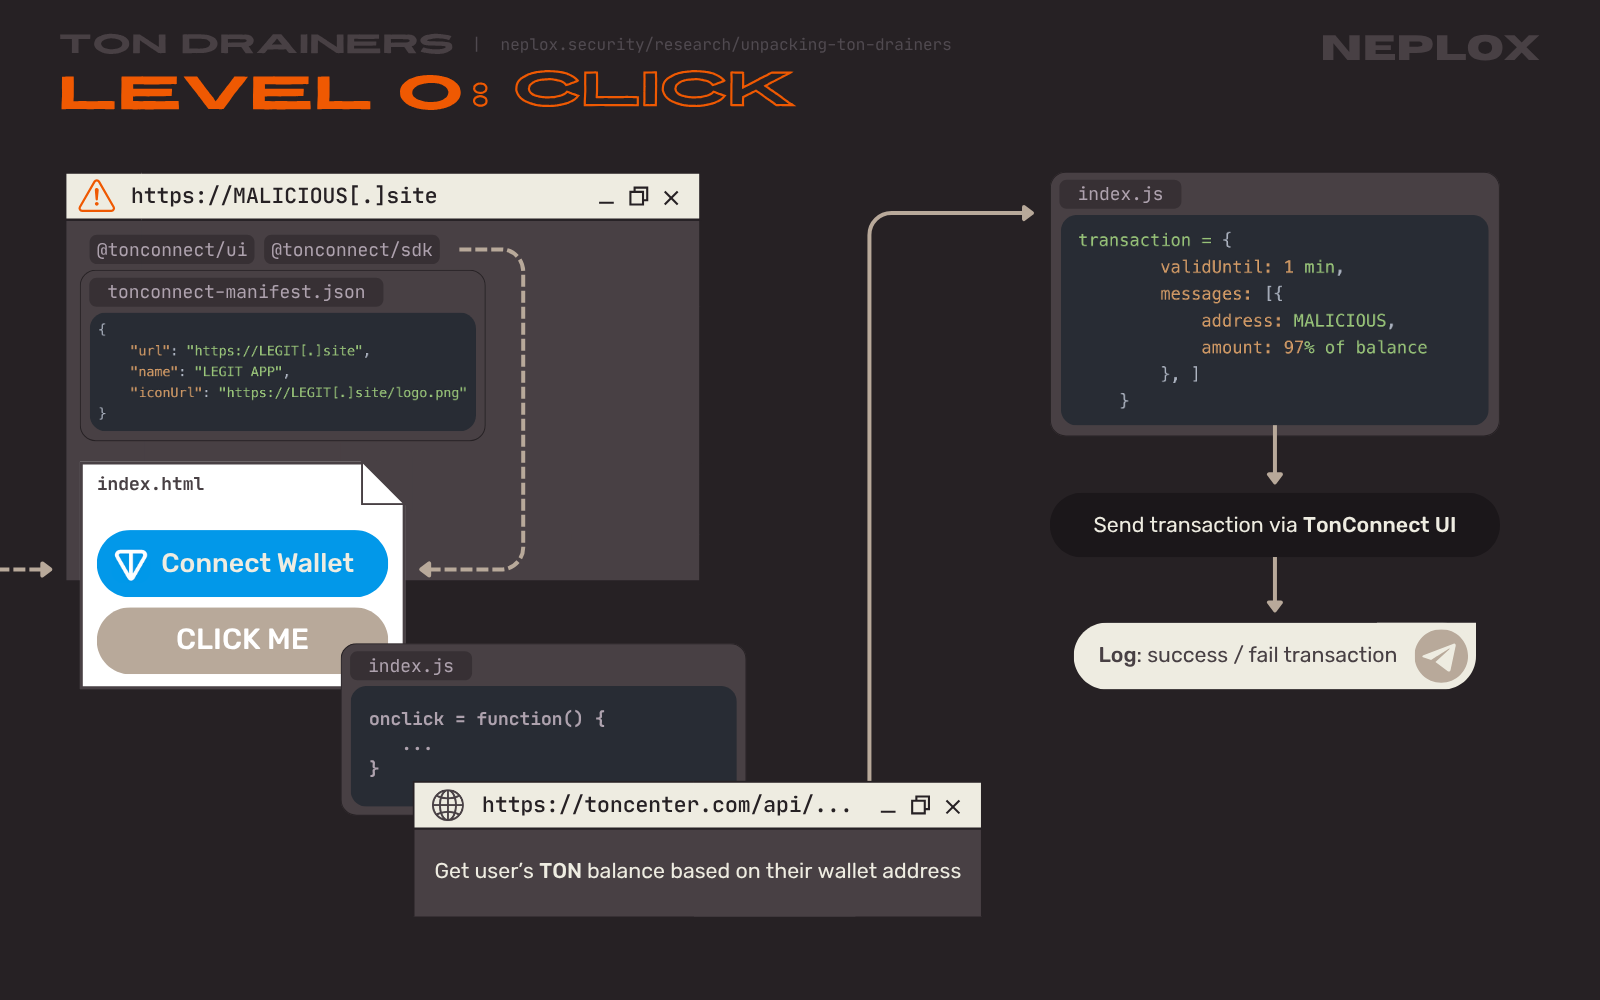 TON DRAINERS | neplox.security/research/unpacking-ton-drainers
NEPLOX
LEVEL 0: CLICK
https://MALICIOUS[.]site
@tonconnect/ui @tonconnect/sdk
tonconnect-manifest.json
{
"url": "https://LEGIT[.]site",
"name": "LEGIT APP",
"iconUrl": "https://LEGIT[.]site/logo.png"
}
index.html
Connect Wallet
CLICK ME
index.js
onclick = function() {
...
}
https://toncenter.com/api/...
Get user's TON balance based on their wallet address
index.js
transaction = {
validUntil: 1 min,
messages: [{
address: MALICIOUS,
amount: 97% of balance
}, ]
}
Send transaction via TonConnect UI
Log: success / fail transaction